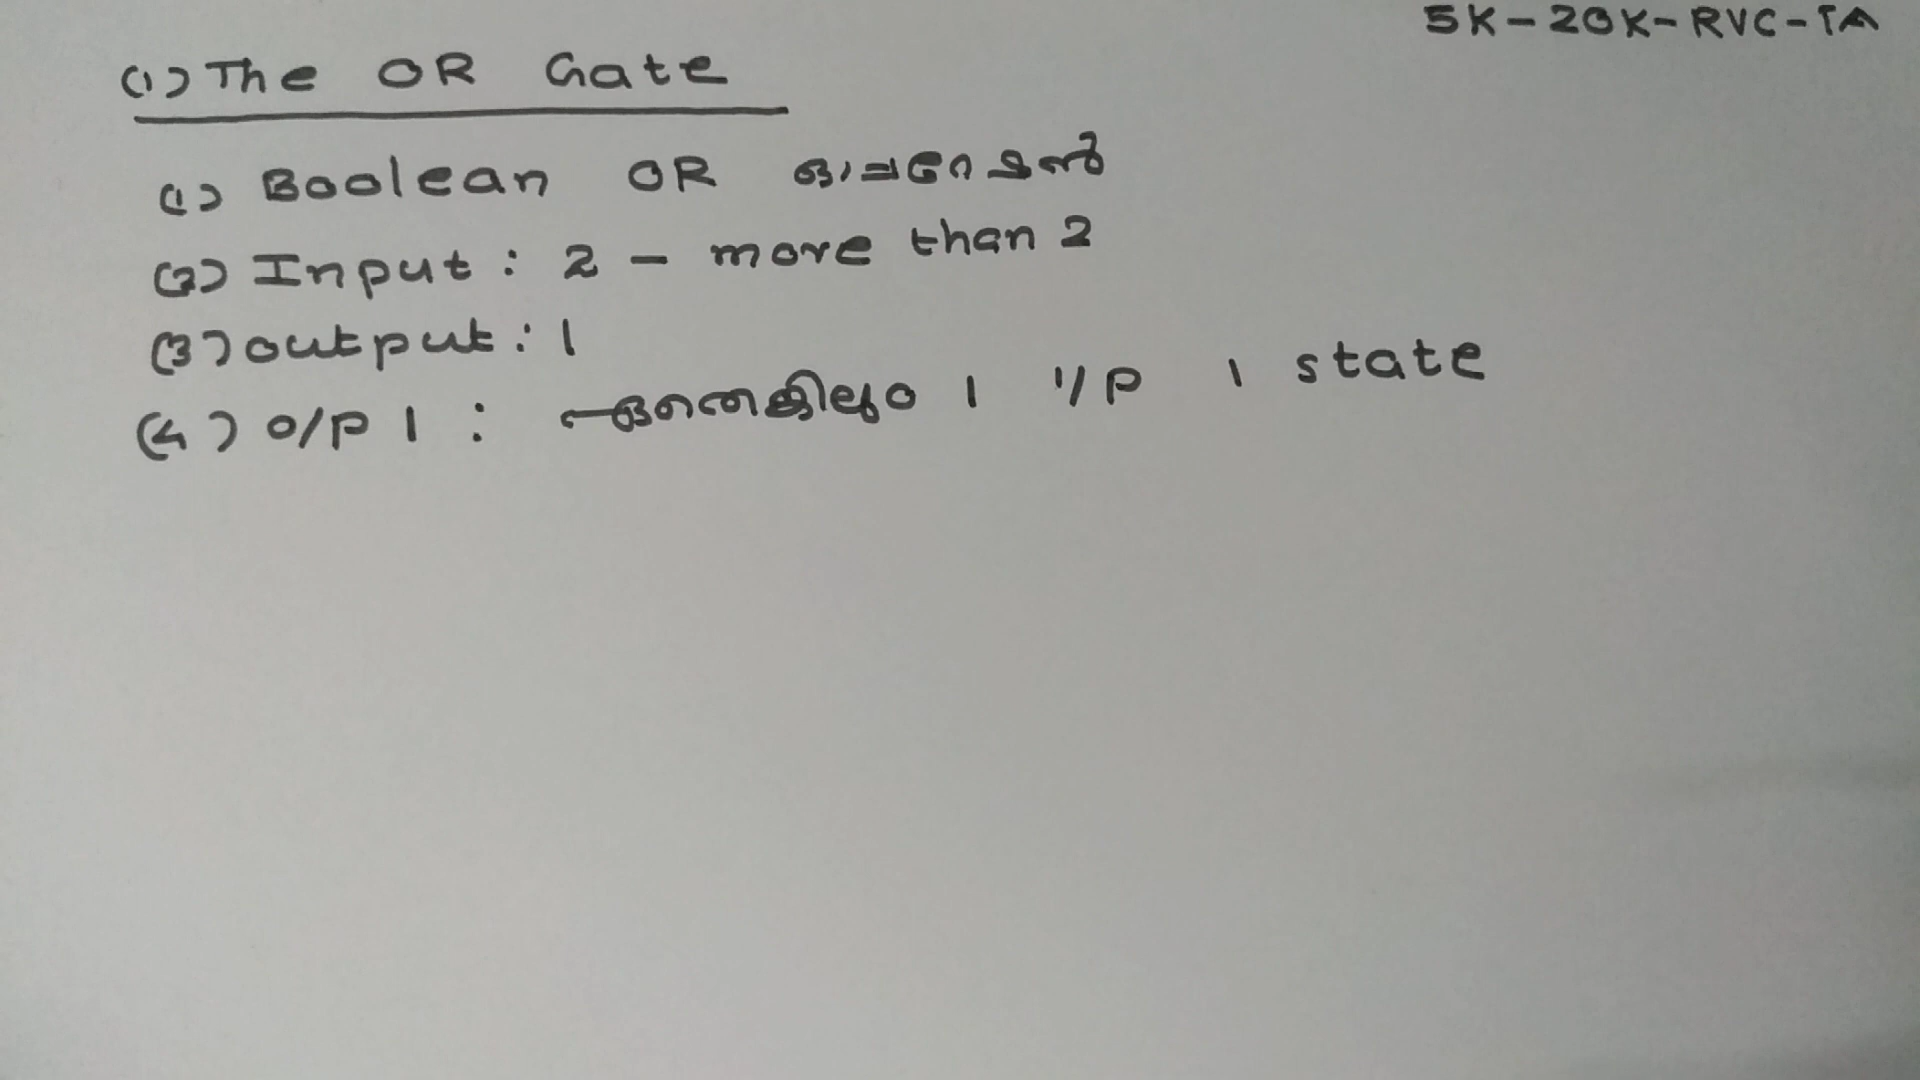 5K-20K-RVC-TA
(1) The OR Gate
(1) Boolean OR ഓപ്പറേഷൻ
(2) Input : 2 - more than 2
(3) output : 1
(4) O/P 1 : ഏതെങ്കിലും 1 I/P 1 state